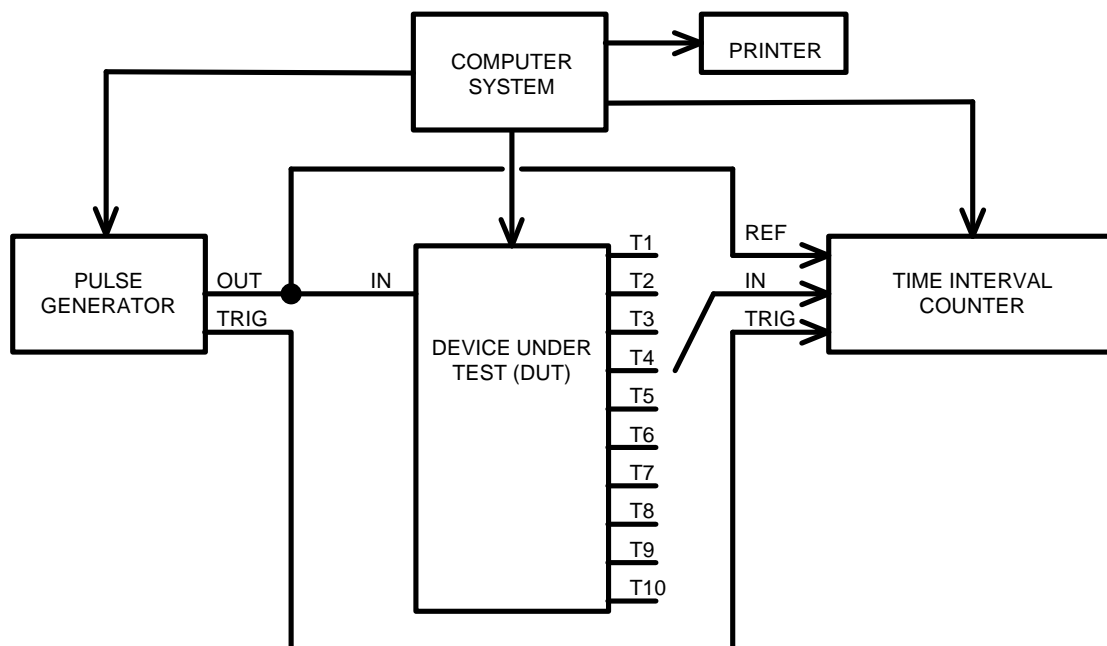 COMPUTER
SYSTEM
PRINTER
PULSE
GENERATOR
OUT
TRIG
IN
DEVICE UNDER
TEST (DUT)
T1
T2
T3
T4
T5
T6
T7
T8
T9
T10
REF
IN
TRIG
TIME INTERVAL
COUNTER